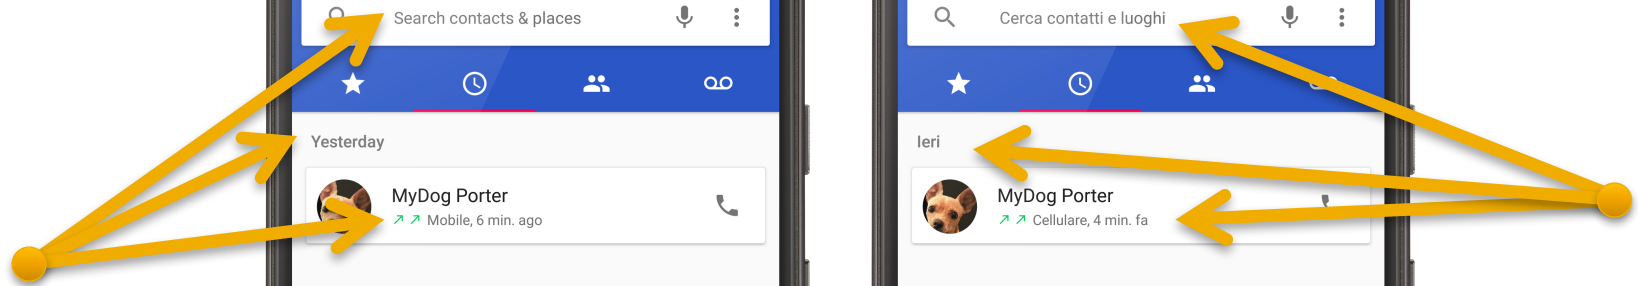 Search contacts & places
Yesterday
MyDog Porter
Mobile, 6 min. ago
Cerca contatti e luoghi
Ieri
MyDog Porter
Cellulare, 4 min. fa